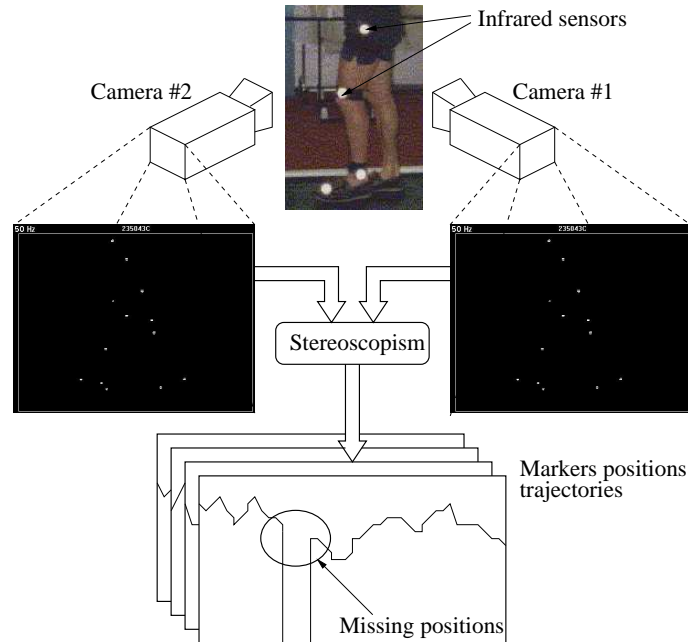 Infrared sensors
Camera #2
Camera #1
50 Hz 235043C
50 Hz 235043C
Stereoscopism
Markers positions
trajectories
Missing positions